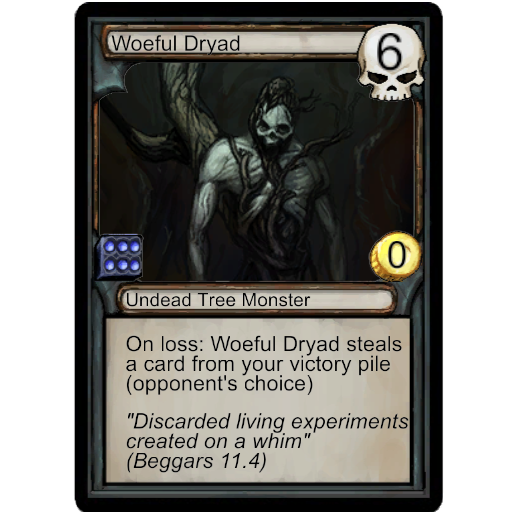 Woeful Dryad
6
0
Undead Tree Monster
On loss: Woeful Dryad steals
a card from your victory pile
(opponent's choice)
"Discarded living experiments
created on a whim"
(Beggars 11.4)